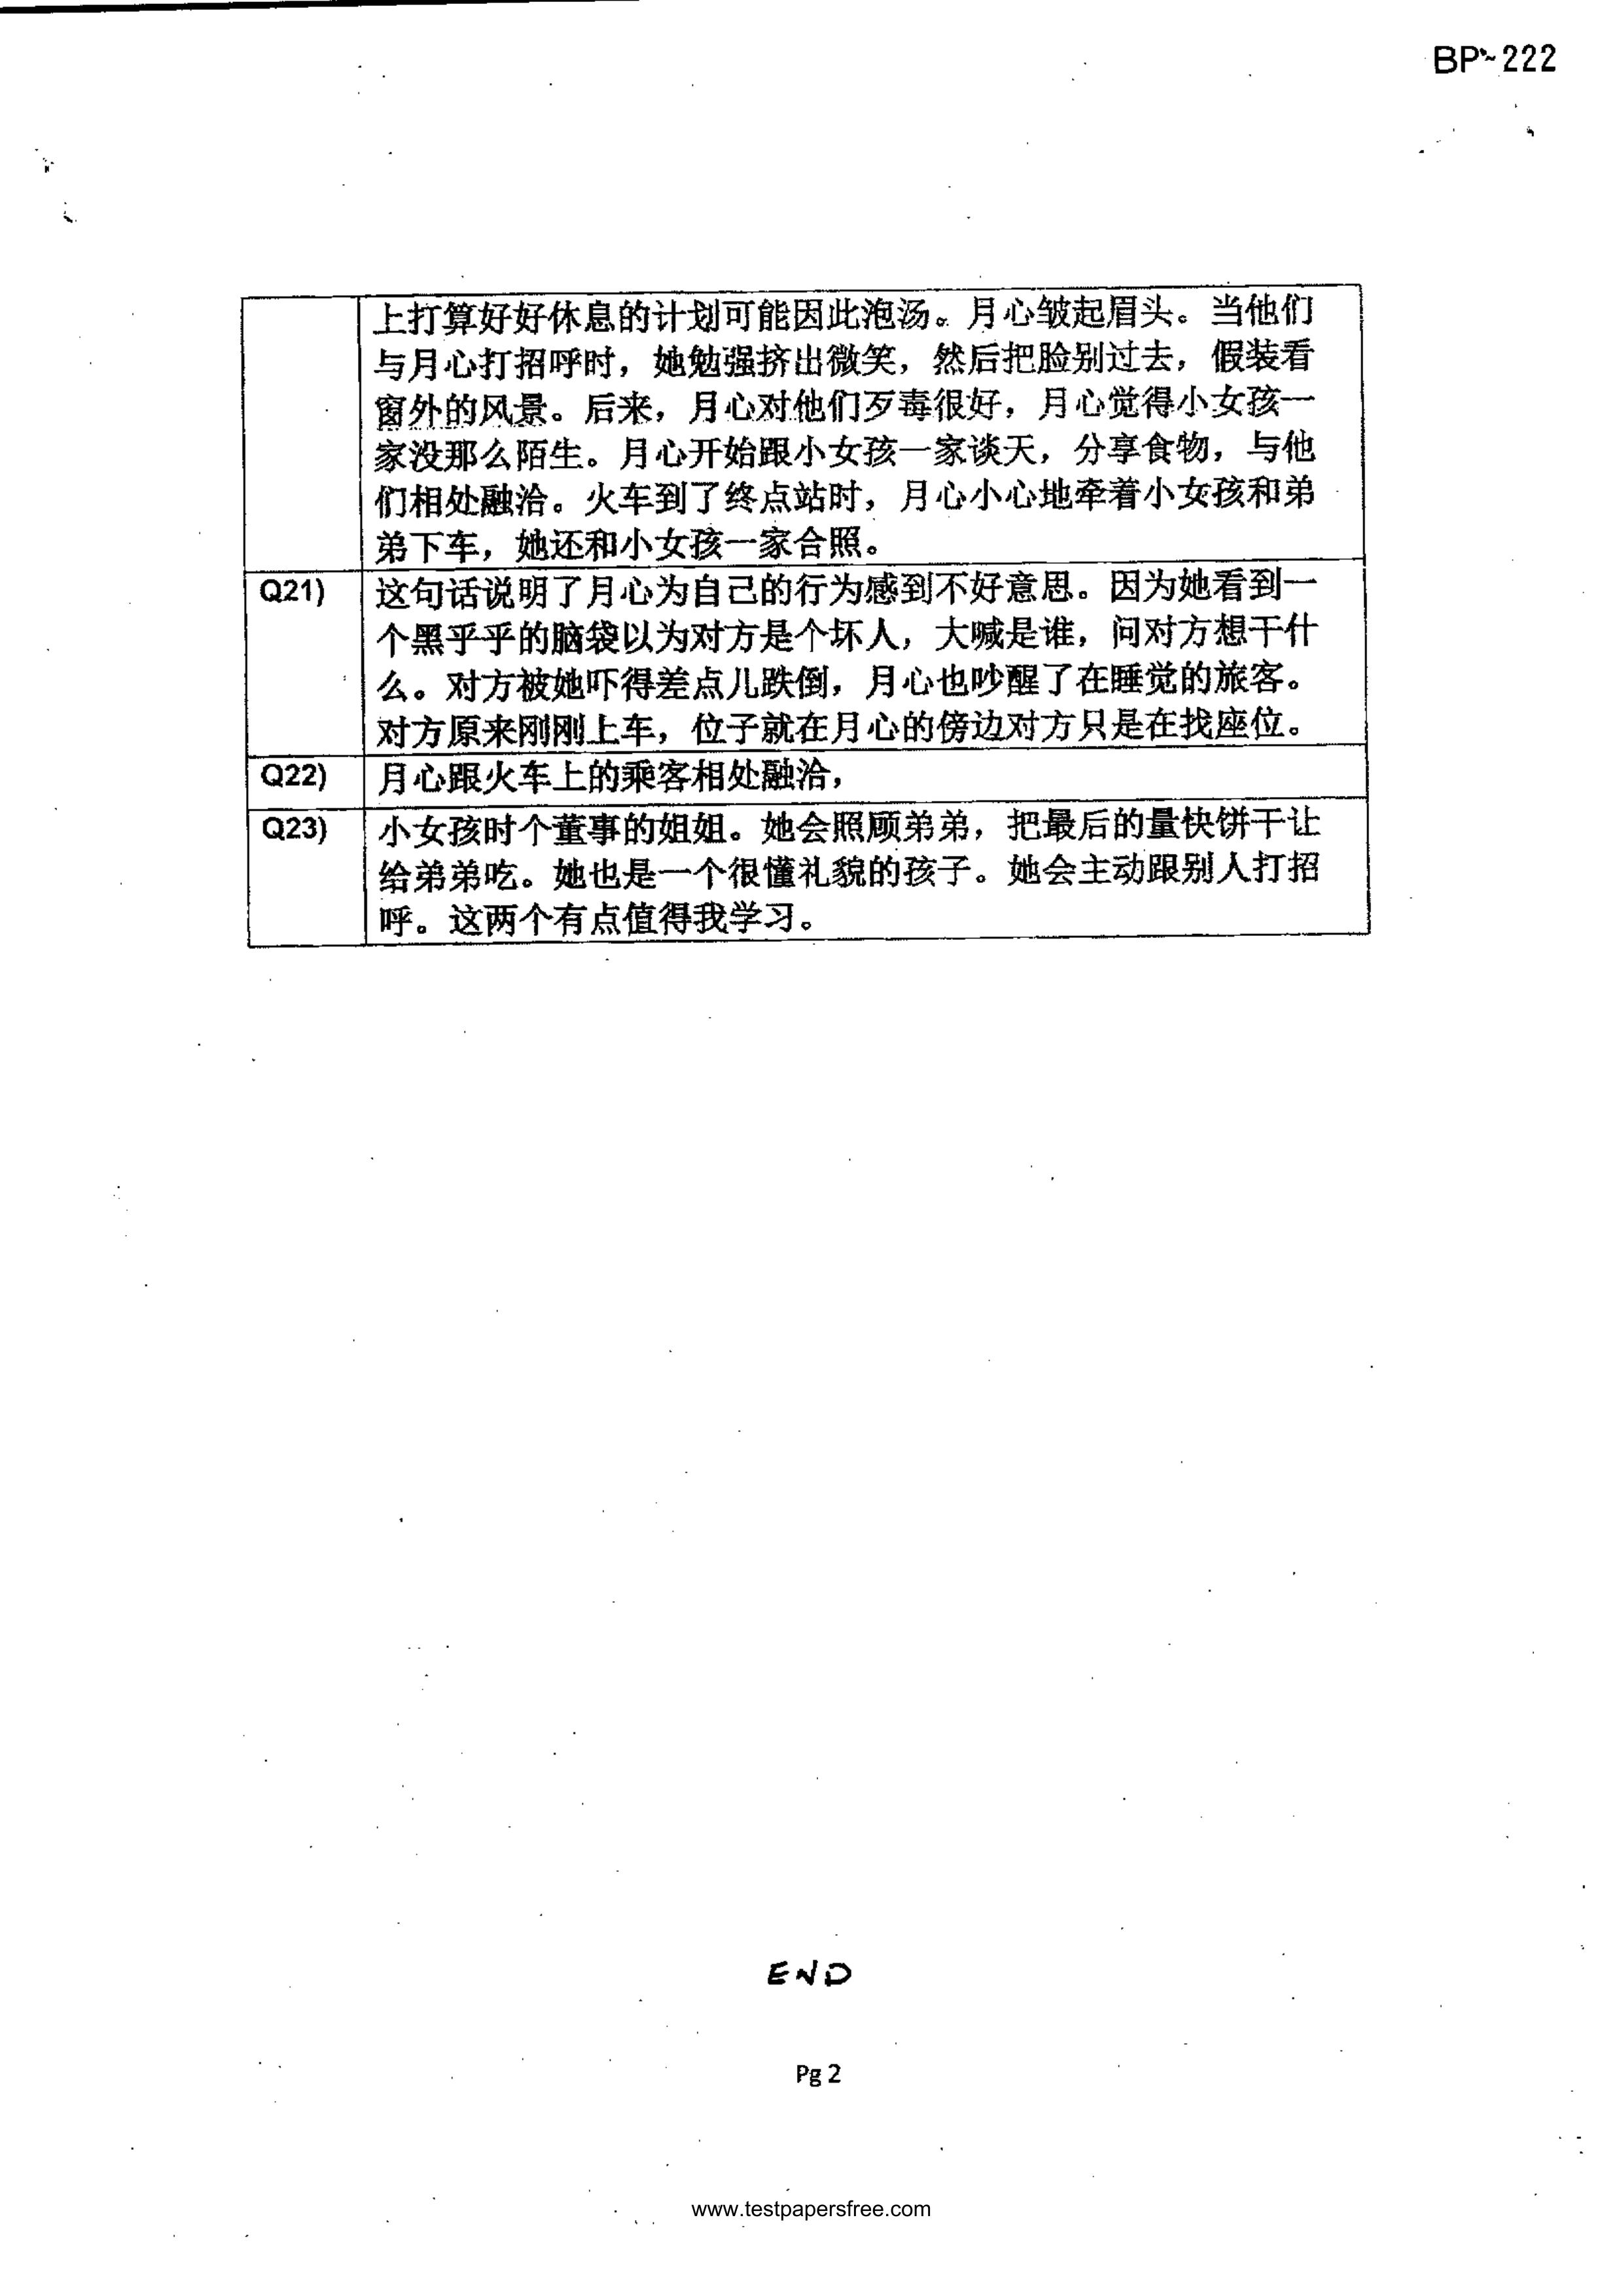 BP~222
上打算好好休息的计划可能因此泡汤。月心皱起眉头。当他们
与月心打招呼时，她勉强挤出微笑，然后把脸别过去，假装看
窗外的风景。后来，月心对他们歹毒很好，月心觉得小女孩一
家没那么陌生。月心开始跟小女孩一家谈天，分享食物，与他
们相处融洽。火车到了终点站时，月心小心地牵着小女孩和弟
弟下车，她还和小女孩一家合照。
Q21) 这句话说明了月心为自己的行为感到不好意思。因为她看到一
个黑乎乎的脑袋以为对方是个坏人，大喊是谁，问对方想干什
么。对方被她吓得差点儿跌倒，月心也吵醒了在睡觉的旅客。
对方原来刚刚上车，位子就在月心的傍边对方只是在找座位。
Q22) 月心跟火车上的乘客相处融洽，
Q23) 小女孩时个董事的姐姐。她会照顾弟弟，把最后的量快饼干让
给弟弟吃。她也是一个很懂礼貌的孩子。她会主动跟别人打招
呼。这两个有点值得我学习。
END
Pg 2
www.testpapersfree.com